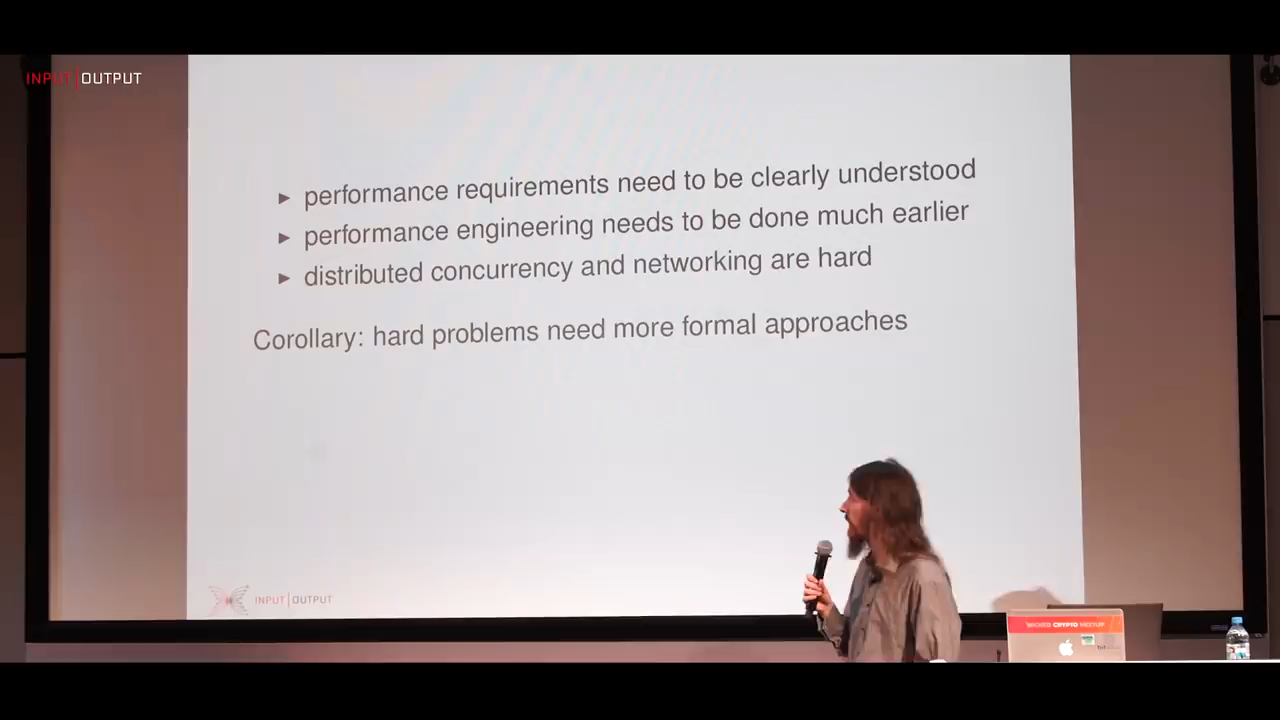 INPUT|OUTPUT
▸ performance requirements need to be clearly understood
▸ performance engineering needs to be done much earlier
▸ distributed concurrency and networking are hard
Corollary: hard problems need more formal approaches
INPUT|OUTPUT
CRYPTO MEETUP